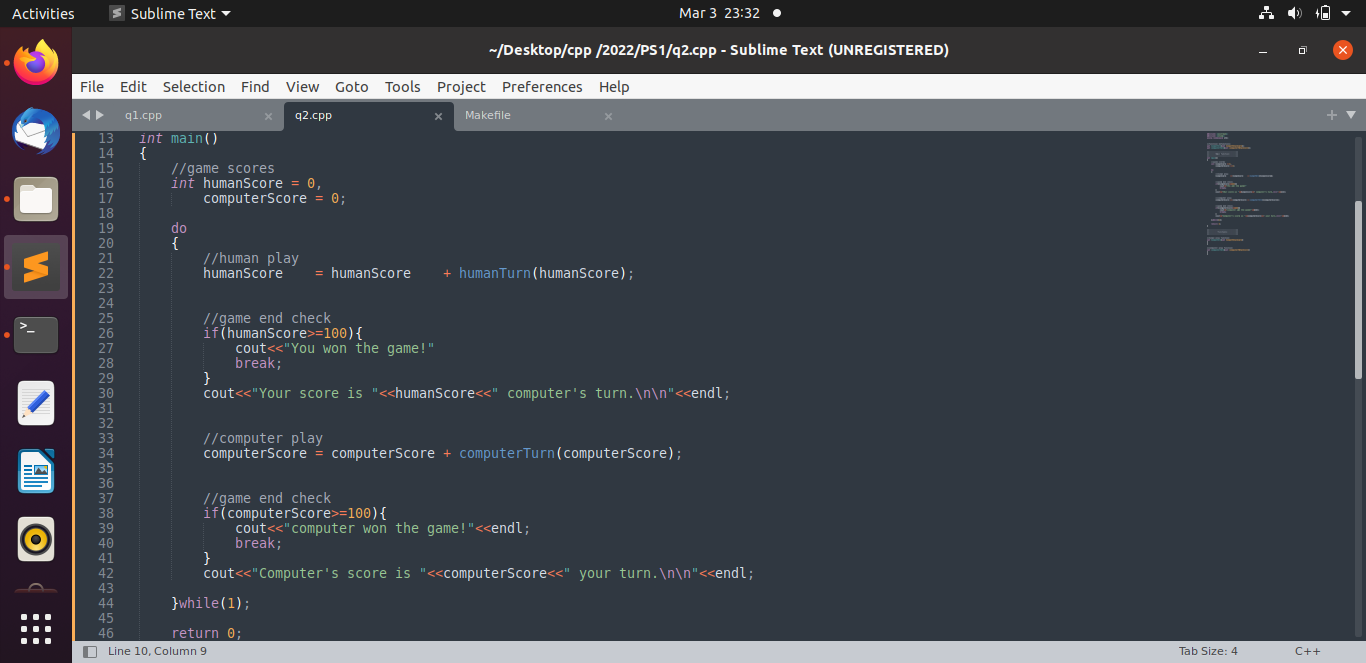 Activities Sublime Text Mar 3 23:32
~/Desktop/cpp /2022/PS1/q2.cpp - Sublime Text (UNREGISTERED)
File Edit Selection Find View Goto Tools Project Preferences Help
q1.cpp × q2.cpp × Makefile ×
13 int main()
14 {
15 //game scores
16 int humanScore = 0,
17 computerScore = 0;
18
19 do
20 {
21 //human play
22 humanScore = humanScore + humanTurn(humanScore);
23
24
25 //game end check
26 if(humanScore>=100){
27 cout<<"You won the game!"
28 break;
29 }
30 cout<<"Your score is "<<humanScore<<" computer's turn.\n\n"<<endl;
31
32
33 //computer play
34 computerScore = computerScore + computerTurn(computerScore);
35
36
37 //game end check
38 if(computerScore>=100){
39 cout<<"computer won the game!"<<endl;
40 break;
41 }
42 cout<<"Computer's score is "<<computerScore<<" your turn.\n\n"<<endl;
43
44 }while(1);
45
46 return 0;
Line 10, Column 9 Tab Size: 4 C++